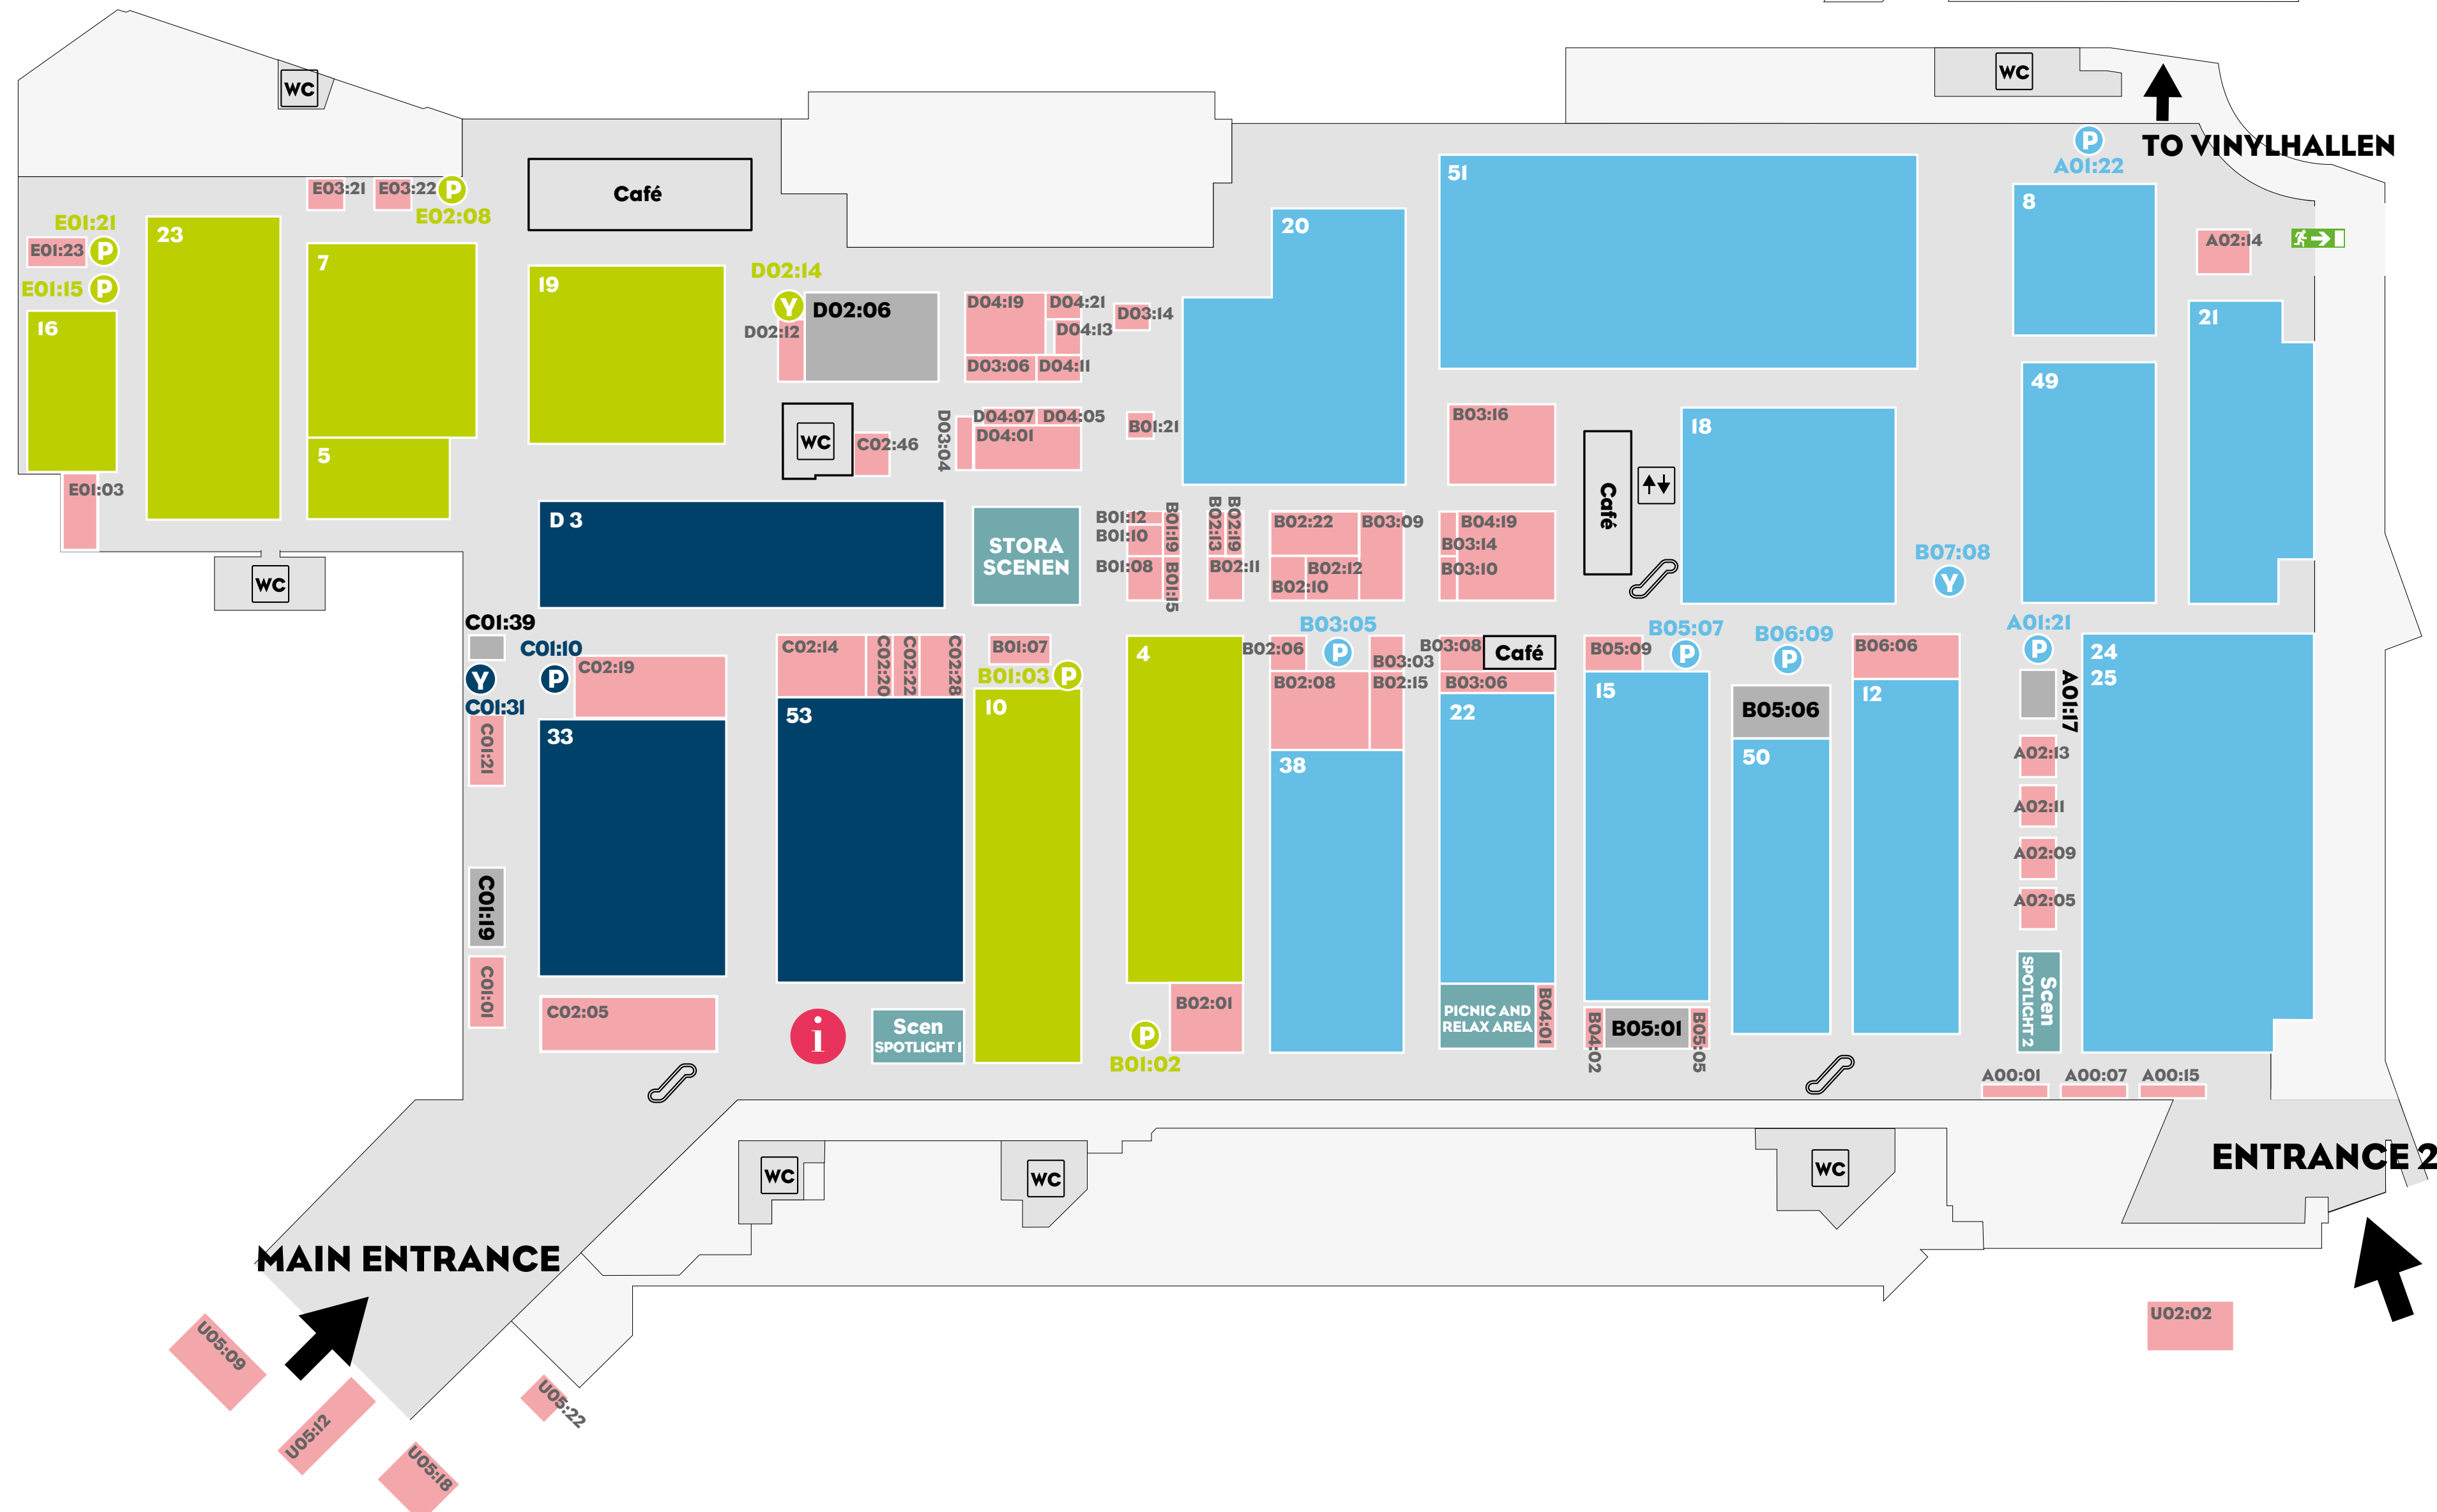 WC
WC
TO VINYLHALLEN
P
A01:22
51
8
E03:21
E03:22
P
E02:08
Café
E01:21
E01:23
P
E01:15
P
23
7
16
5
E01:03
WC
19
D02:14
Y
D02:12
D02:06
D04:19
D04:21
D04:13
D03:14
D03:06
D04:11
20
A02:14
21
49
WC
C02:46
D03:04
D04:07
D04:05
D04:01
B01:21
B03:16
Café
18
D 3
STORA
SCENEN
B01:12
B01:10
B01:08
B01:19
B01:15
B02:13
B02:19
B02:11
B02:22
B03:09
B02:12
B02:10
B04:19
B03:14
B03:10
B07:08
Y
C01:39
Y
C01:31
C01:10
P
C02:19
C01:21
33
C01:19
C01:01
C02:05
C02:14
C02:20
C02:22
C02:28
53
B01:07
B01:03
P
10
4
B02:01
P
B01:02
B02:06
B03:05
P
B03:03
B02:08
B02:15
38
B03:08
Café
B03:06
22
PICNIC AND
RELAX AREA
B04:01
B05:09
B05:07
P
15
B04:02
B05:01
B05:05
B06:09
P
B05:06
50
B06:06
12
A01:21
P
A01:17
A02:13
A02:11
A02:09
A02:05
24
25
Scen
SPOTLIGHT 2
i
Scen
SPOTLIGHT 1
A00:01
A00:07
A00:15
WC
WC
WC
ENTRANCE 2
MAIN ENTRANCE
U05:09
U05:12
U05:18
U05:22
U02:02